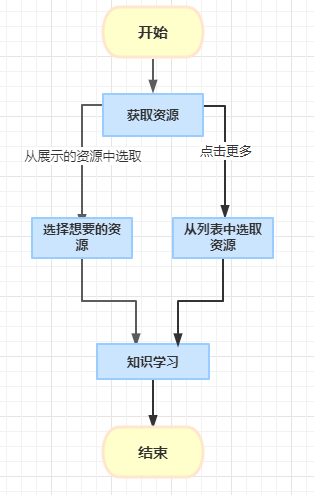 开始
获取资源
从展示的资源中选取
点击更多
选择想要的资
源
从列表中选取
资源
知识学习
结束